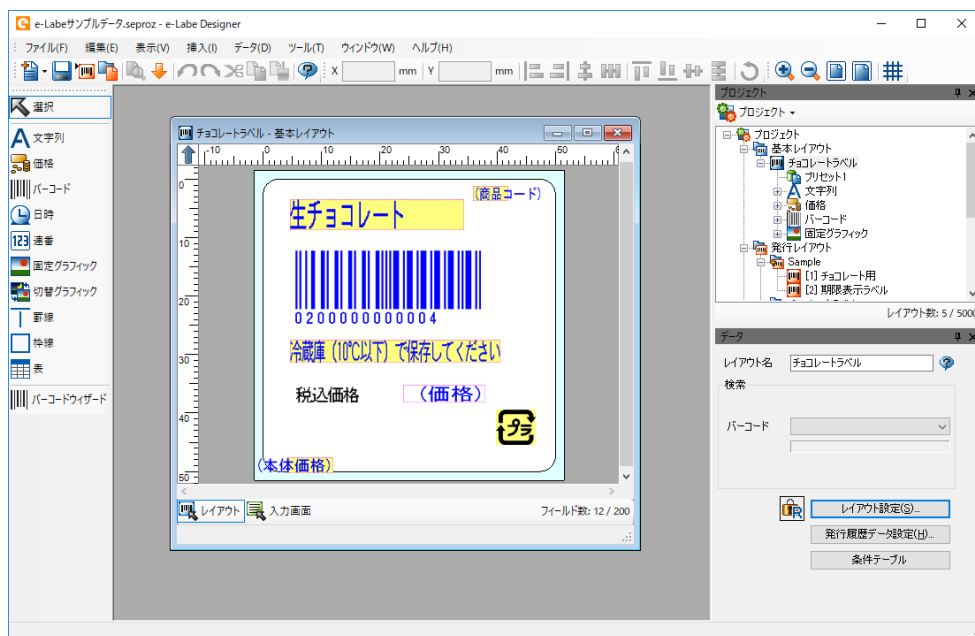 e-Labeサンプルデータ.seproz - e-Labe Designer
ファイル(F) 編集(E) 表示(V) 挿入(I) データ(D) ツール(T) ウィンドウ(W) ヘルプ(H)
X mm Y mm
選択
文字列
価格
バーコード
日時
123 連番
固定グラフィック
切替グラフィック
罫線
枠線
表
バーコードウィザード
チョコレートラベル - 基本レイアウト
-10 0 10 20 30 40 50
0
10
20
30
40
50
(商品コード)
生チョコレート
0200000000004
冷蔵庫(10℃以下)で保存してください
税込価格 (価格)
プラ
(本体価格)
レイアウト 入力画面 フィールド数: 12 / 200
プロジェクト
プロジェクト
プロジェクト
基本レイアウト
チョコレートラベル
プリセット1
文字列
価格
バーコード
固定グラフィック
発行レイアウト
Sample
[1] チョコレート用
[2] 期限表示ラベル
レイアウト数: 5 / 5000
データ
レイアウト名 チョコレートラベル
検索
バーコード
レイアウト設定(S)...
発行履歴データ設定(H)...
条件テーブル